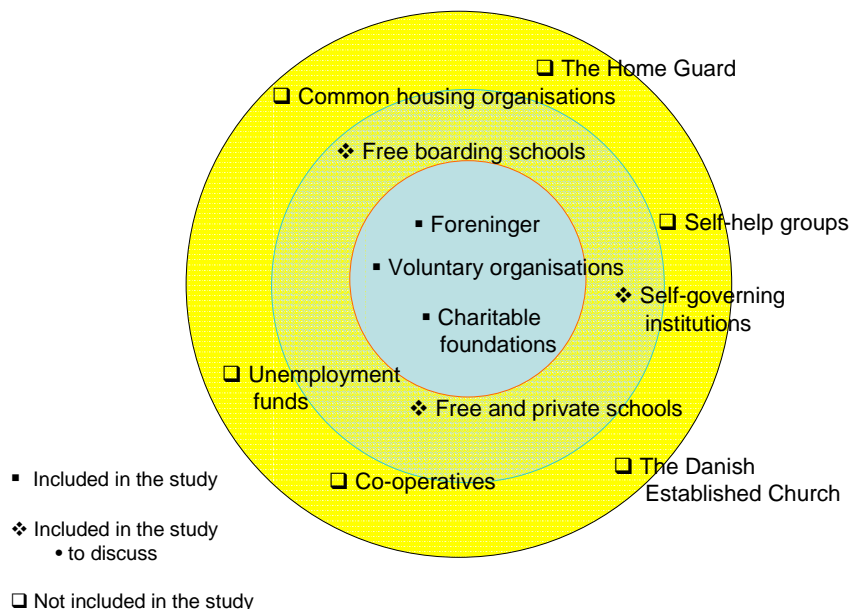 ❑ The Home Guard
❑ Common housing organisations
❖ Free boarding schools
▪ Foreninger
❑ Self-help groups
▪ Voluntary organisations
❖ Self-governing
institutions
▪ Charitable
foundations
❑ Unemployment
funds
❖ Free and private schools
❑ The Danish
Established Church
❑ Co-operatives
▪ Included in the study
❖ Included in the study
• to discuss
❑ Not included in the study